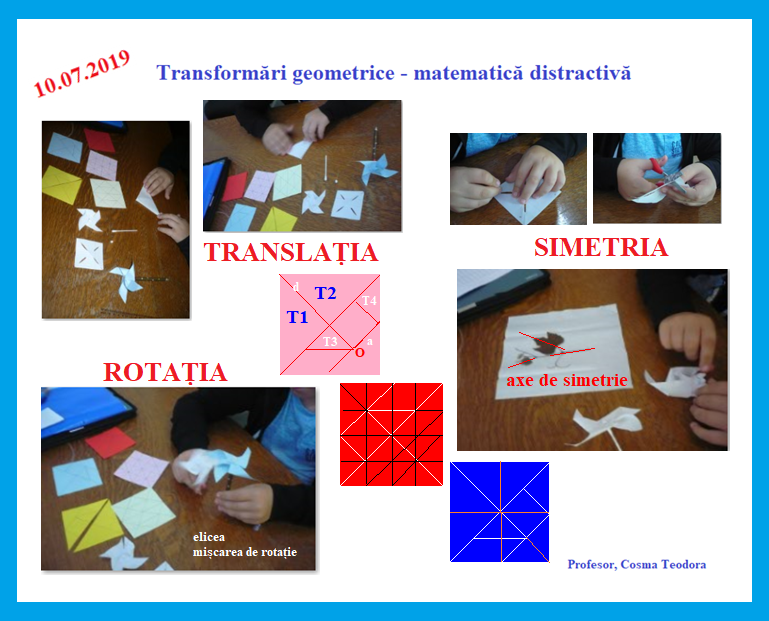 10.07.2019
Transformări geometrice - matematică distractivă
TRANSLAȚIA
SIMETRIA
d
T2
T4
T1
T3
a
O
ROTAȚIA
axe de simetrie
elicea
mișcarea de rotație
Profesor, Cosma Teodora